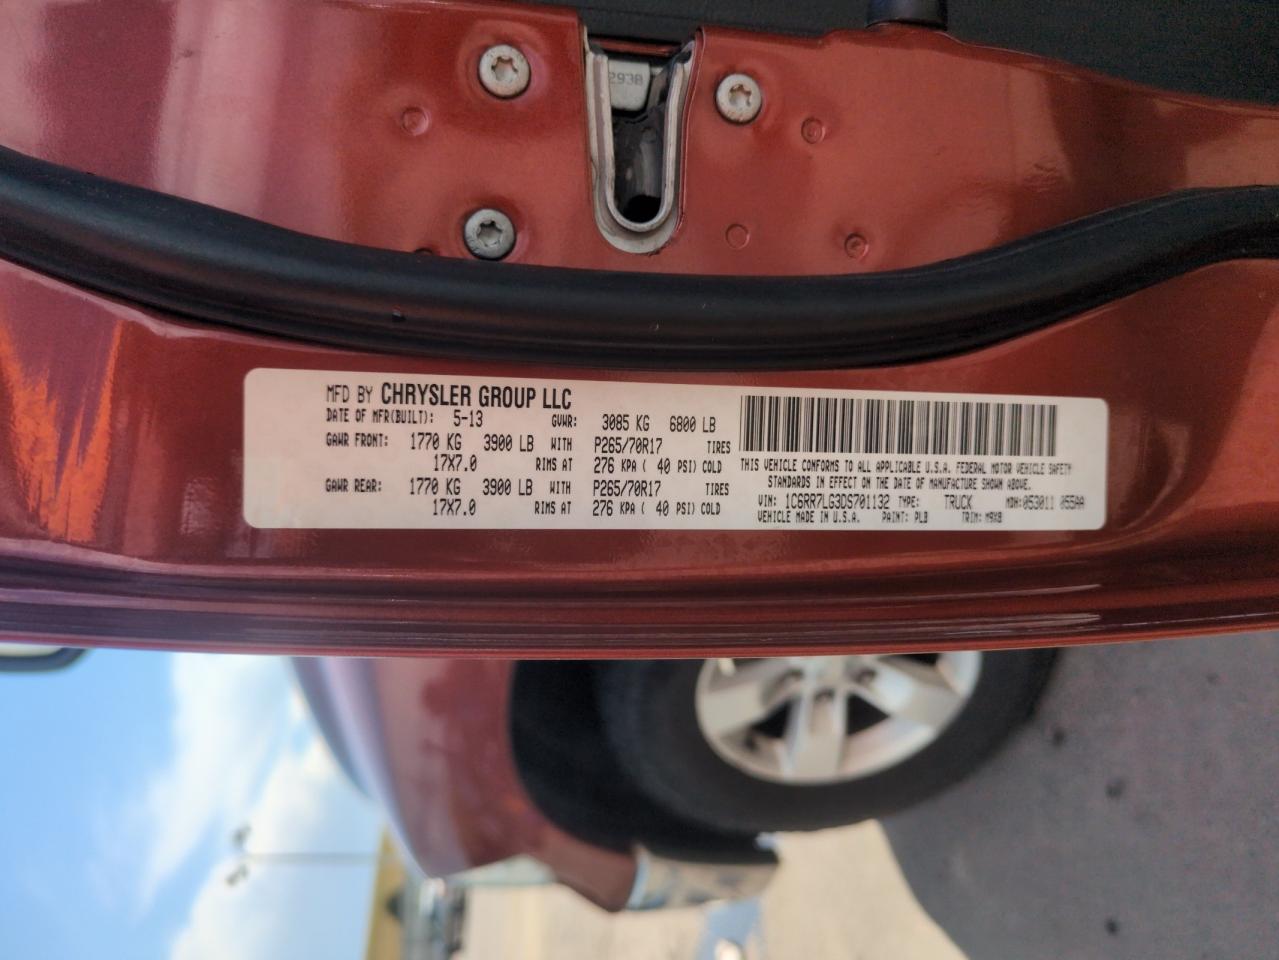 2938
MFD BY CHRYSLER GROUP LLC
DATE OF MFR(BUILT): 5-13 GVWR: 3085 KG 6800 LB
GAWR FRONT: 1770 KG 3900 LB WITH P265/70R17 TIRES
17X7.0 RIMS AT 276 KPA ( 40 PSI) COLD
GAWR REAR: 1770 KG 3900 LB WITH P265/70R17 TIRES
17X7.0 RIMS AT 276 KPA ( 40 PSI) COLD
THIS VEHICLE CONFORMS TO ALL APPLICABLE U.S.A. FEDERAL MOTOR VEHICLE SAFETY
STANDARDS IN EFFECT ON THE DATE OF MANUFACTURE SHOWN ABOVE.
VIN: 1C6RR7LG3DS701132 TYPE: TRUCK MDH:053011 055AA
VEHICLE MADE IN U.S.A. PAINT: PLB TRIM: M9X8